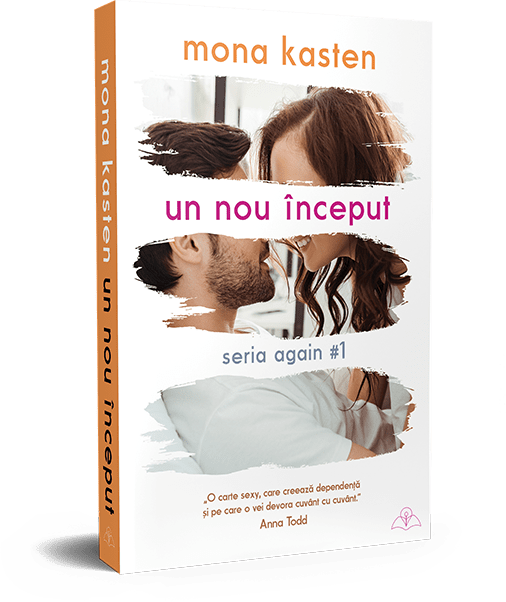 mona kasten
un nou început
seria again #1
„O carte sexy, care creează dependență
și pe care o vei devora cuvânt cu cuvânt.”
Anna Todd
mona kasten un nou început